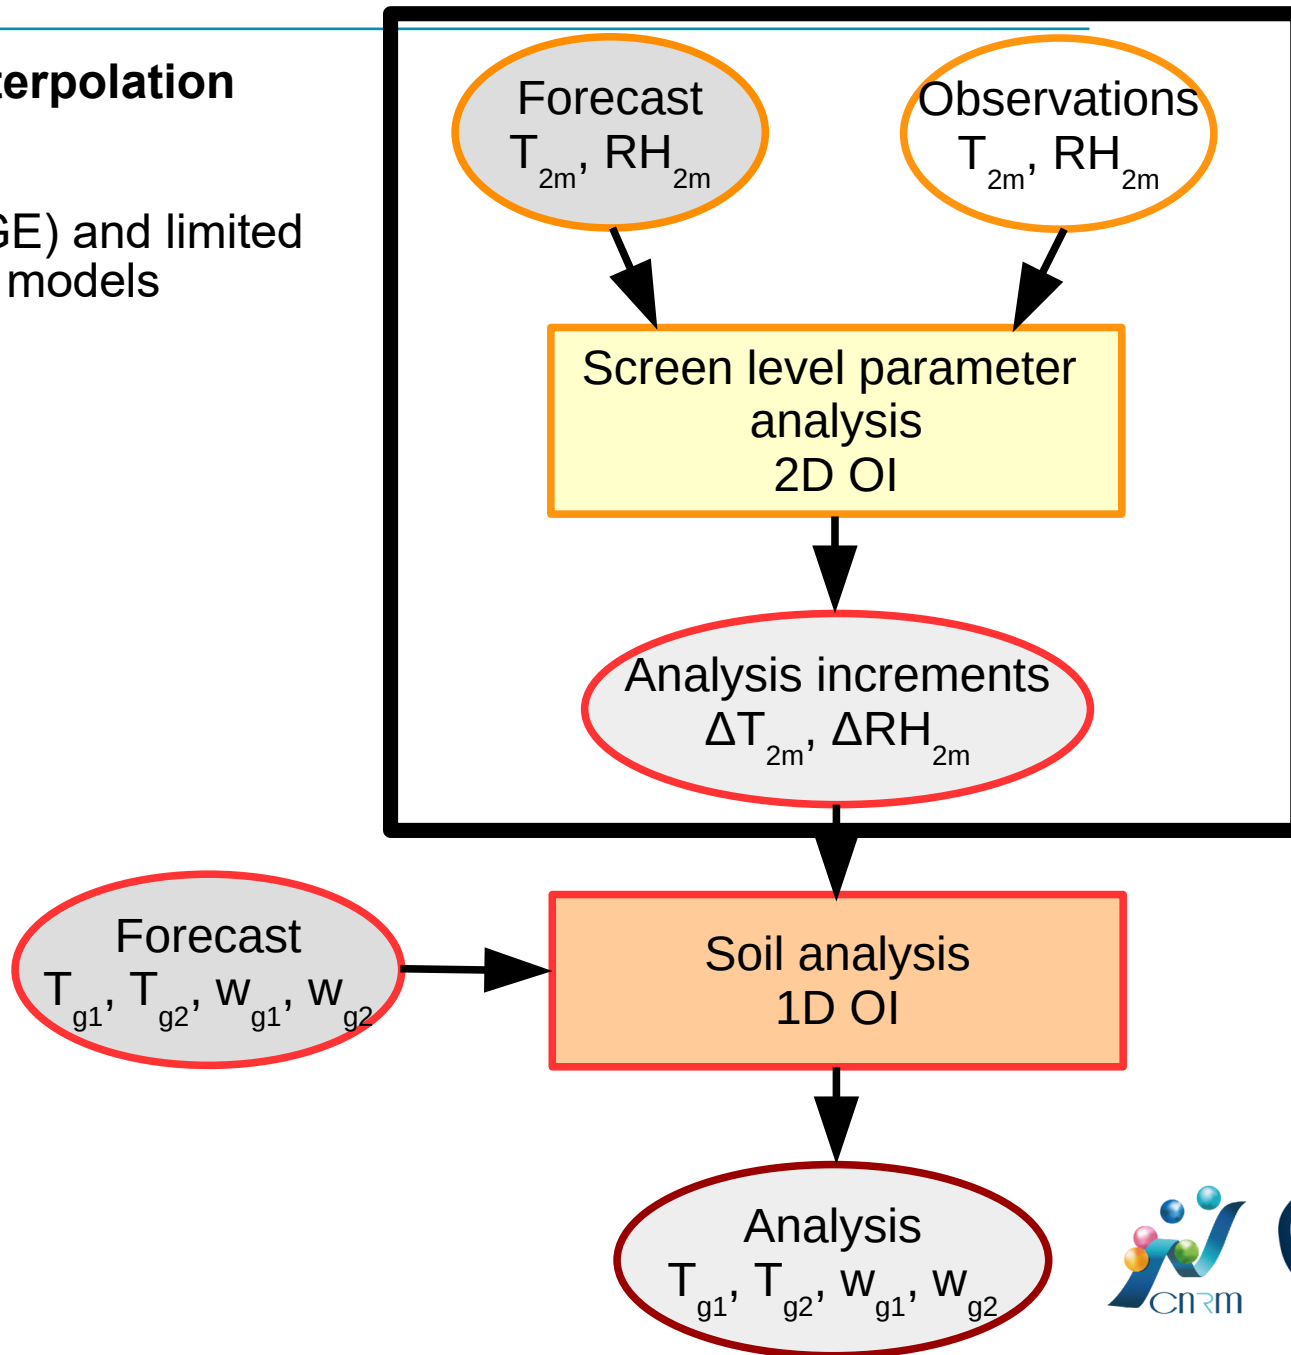 terpolation
GE) and limited
models
Forecast
T2m, RH2m
Observations
T2m, RH2m
Screen level parameter
analysis
2D OI
Analysis increments
ΔT2m, ΔRH2m
Forecast
Tg1, Tg2, wg1, wg2
Soil analysis
1D OI
Analysis
Tg1, Tg2, wg1, wg2
CNRM